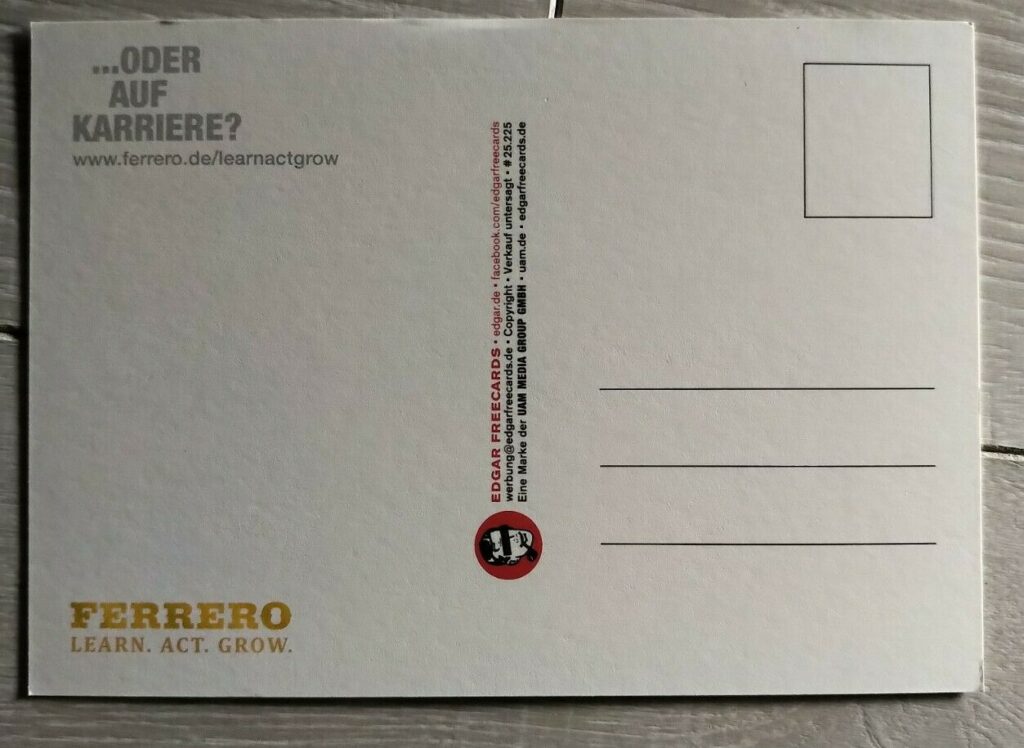 ...ODER
AUF
KARRIERE?
www.ferrero.de/learnactgrow
EDGAR FREECARDS • edgar.de • facebook.com/edgarfreecards
werbung@edgarfreecards.de • Copyright • Verkauf untersagt • # 25.225
Eine Marke der UAM MEDIA GROUP GMBH • uam.de • edgarfreecards.de
FERRERO
LEARN. ACT. GROW.